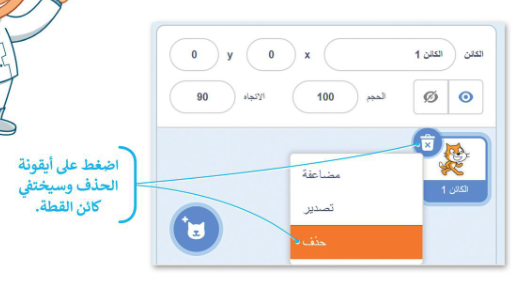 الكائن الكائن 1 x 0 y 0
الحجم 100 الاتجاه 90
الكائن 1
مضاعفة
تصدير
حذف
اضغط على أيقونة
الحذف وسيختفي
كائن القطة.